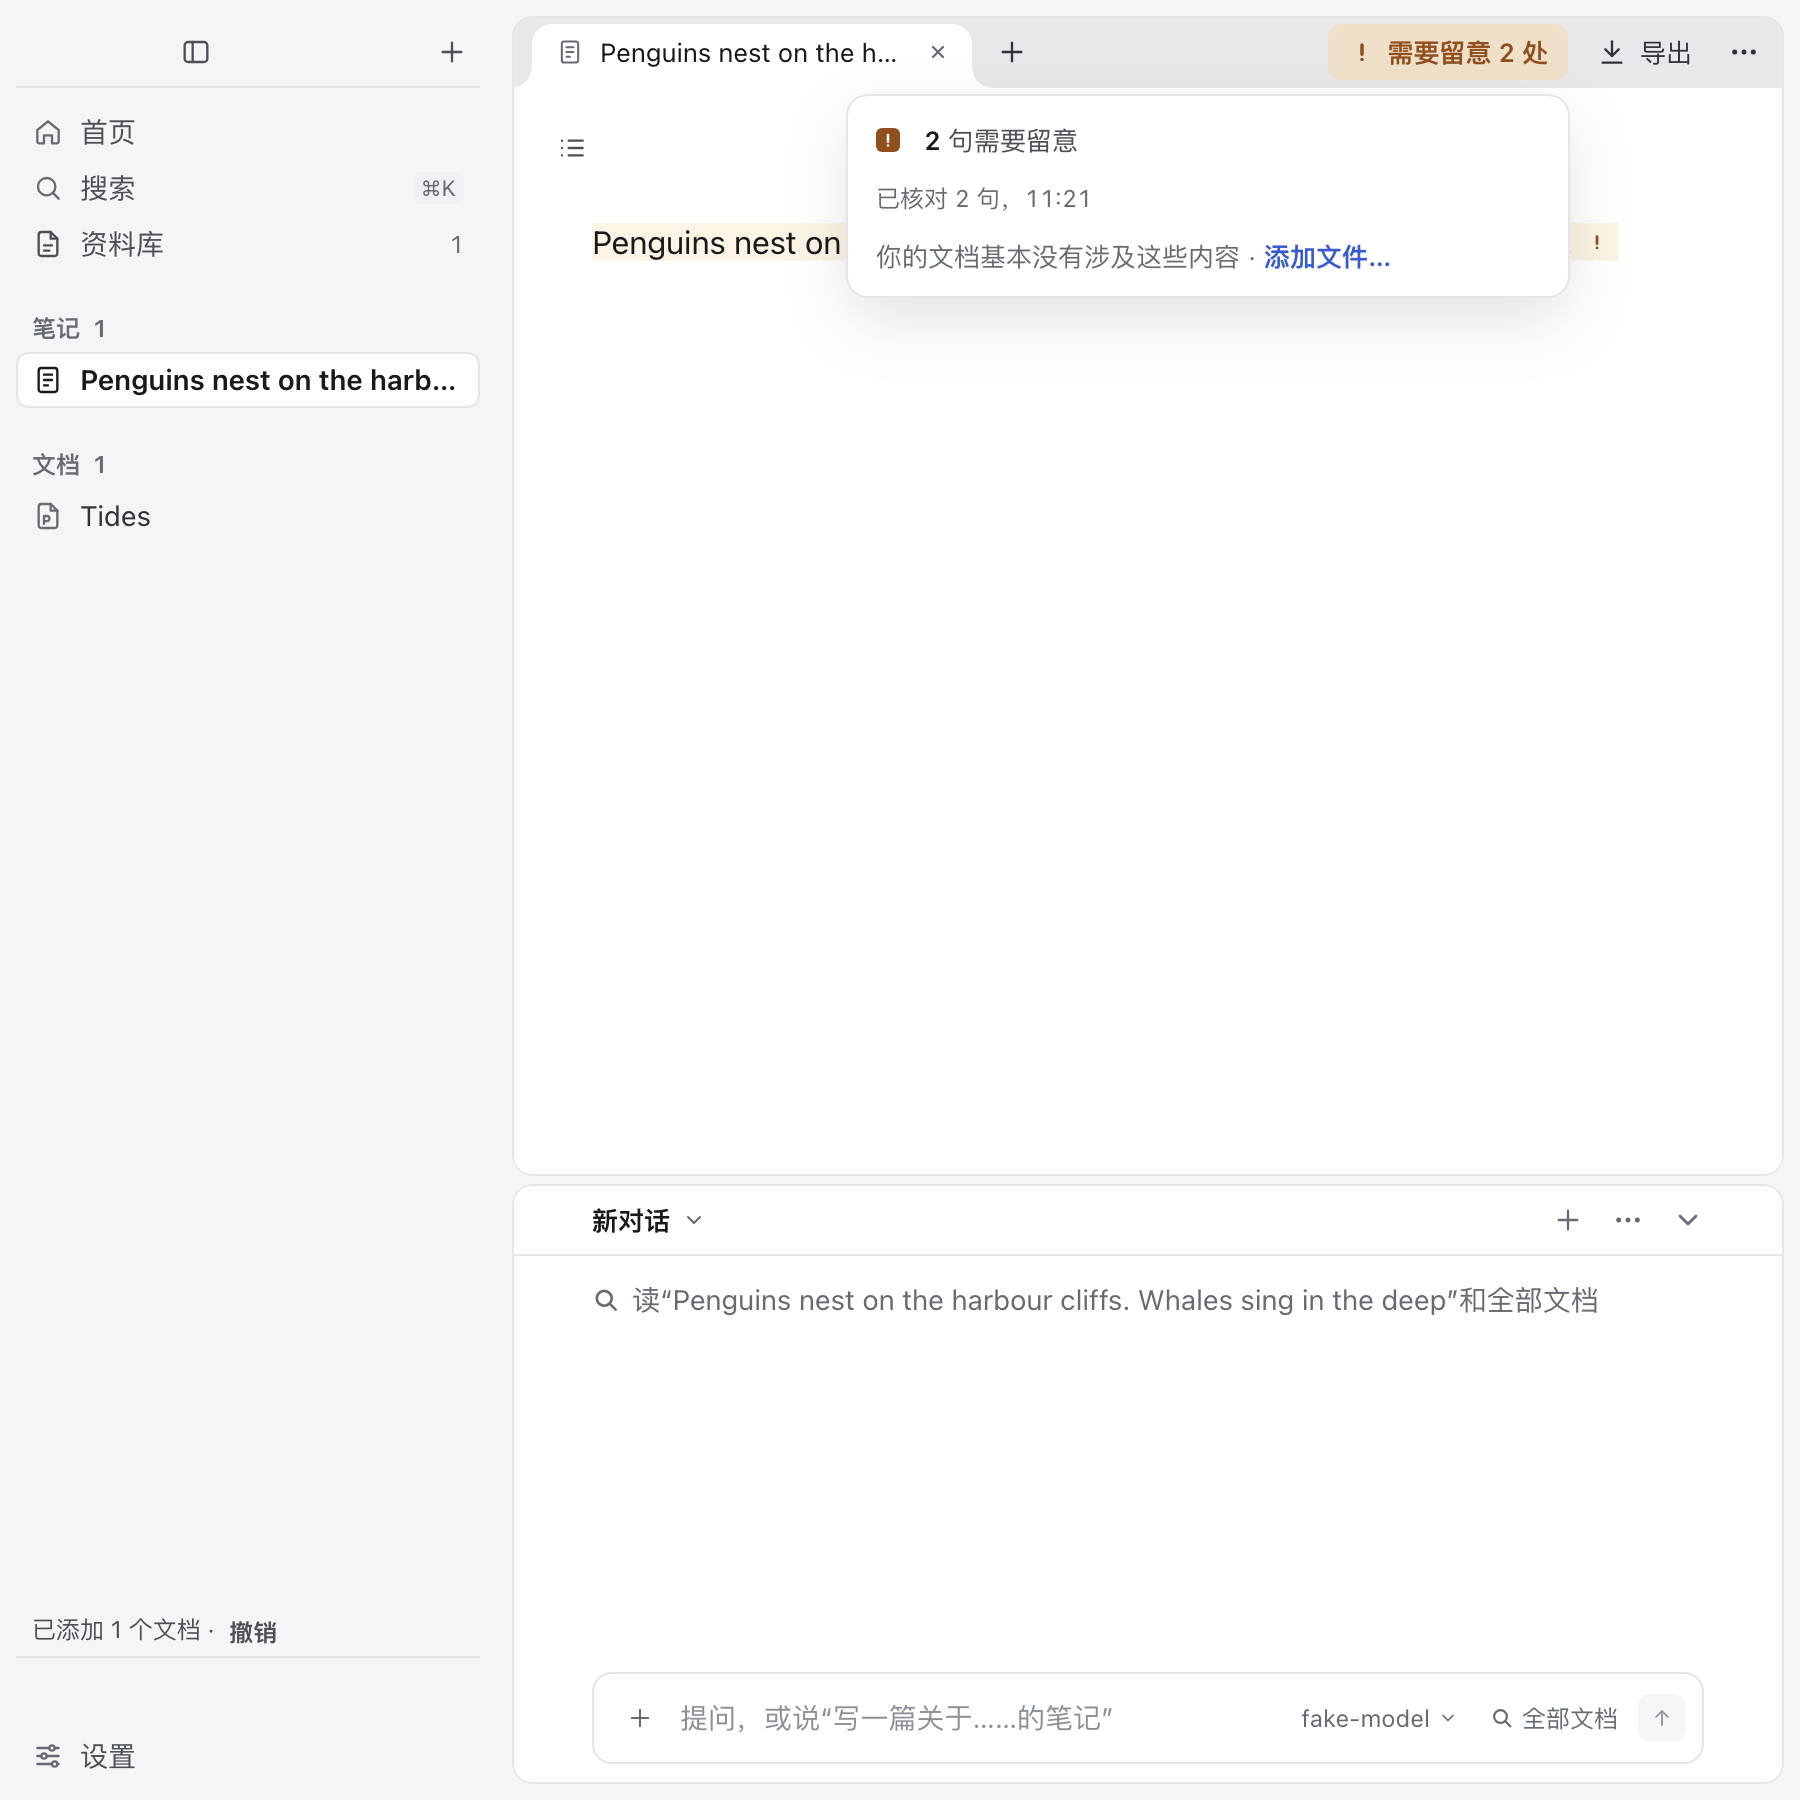 首页
搜索 ⌘K
资料库 1
笔记 1
Penguins nest on the harb...
文档 1
Tides
已添加 1 个文档 · 撤销
设置
Penguins nest on the h...
需要留意 2 处
导出
2 句需要留意
已核对 2 句，11:21
你的文档基本没有涉及这些内容 · 添加文件...
Penguins nest on
新对话
读“Penguins nest on the harbour cliffs. Whales sing in the deep”和全部文档
提问，或说“写一篇关于……的笔记”
fake-model
全部文档